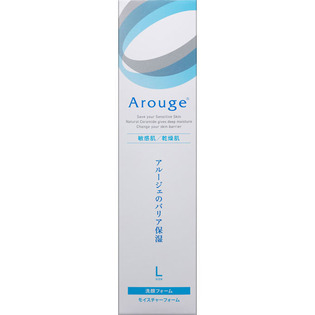 Arouge®
Save your Sensitive Skin
Natural Ceramide gives deep moisture
Change your skin barrier
敏感肌／乾燥肌
アルージェのバリア保湿
L
size
洗顔フォーム
モイスチャーフォーム